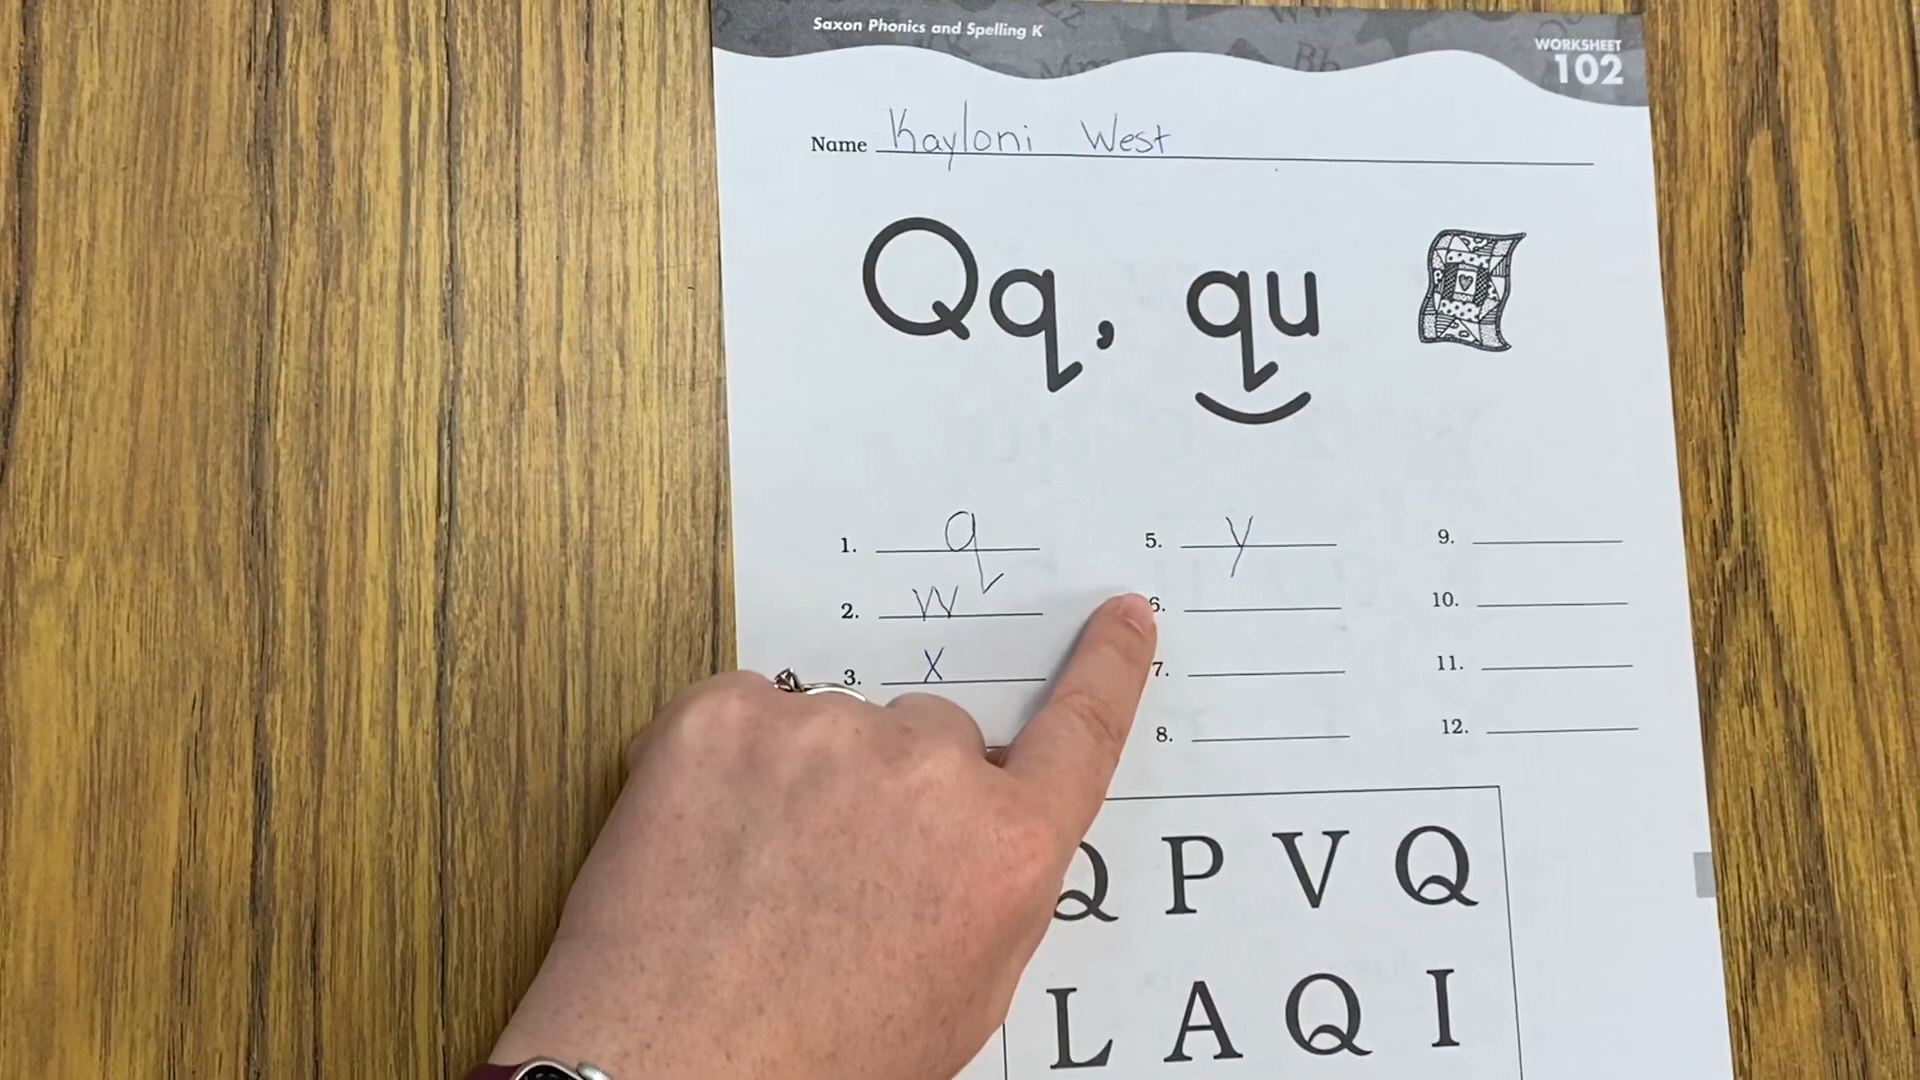 Saxon Phonics and Spelling K
WORKSHEET
102
Name Kayloni West
Qq, qu
1. q
2. w
3. x
5. y
6.
7.
8.
9.
10.
11.
12.
Q P V Q
L A Q I